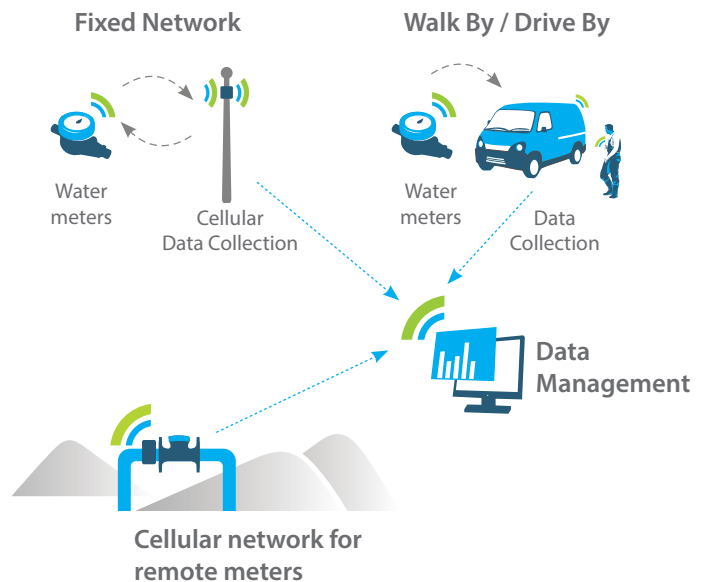 Fixed Network
Walk By / Drive By
Water
meters
Cellular
Data Collection
Water
meters
Data
Collection
Data
Management
Cellular network for
remote meters